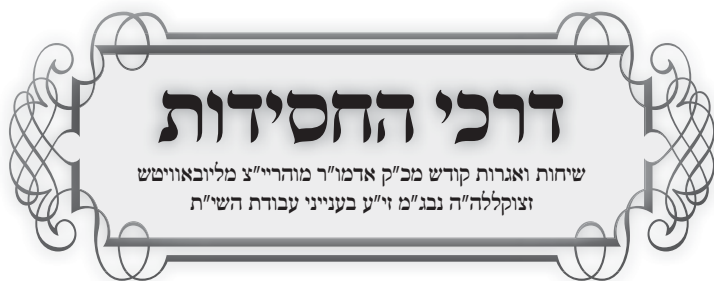 דרכי החסידות
שיחות ואגרות קודש מכ"ק אדמו"ר מוהריי"צ מליובאוויטש
זצוקללה"ה נבג"מ זי"ע בענייני עבודת השי"ת